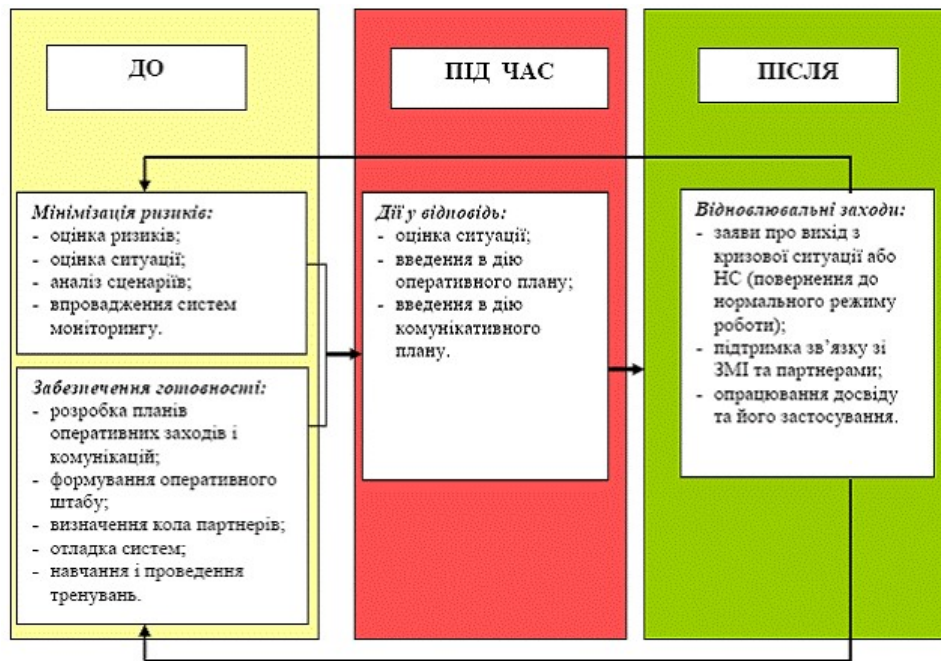 ДО
ПІД ЧАС
ПІСЛЯ
Мінімізація ризиків:
- оцінка ризиків;
- оцінка ситуації;
- аналіз сценаріїв;
- впровадження систем
моніторингу.
Забезпечення готовності:
- розробка планів
оперативних заходів і
комунікацій;
- формування оперативного
штабу;
- визначення кола партнерів;
- отладка систем;
- навчання і проведення
тренувань.
Дії у відповідь:
- оцінка ситуації;
- введення в дію
оперативного плану;
- введення в дію
комунікативного
плану.
Відновлювальні заходи:
- заяви про вихід з
кризової ситуації або
НС (повернення до
нормального режиму
роботи);
- підтримка зв’язку зі
ЗМІ та партнерами;
- опрацювання досвіду
та його застосування.